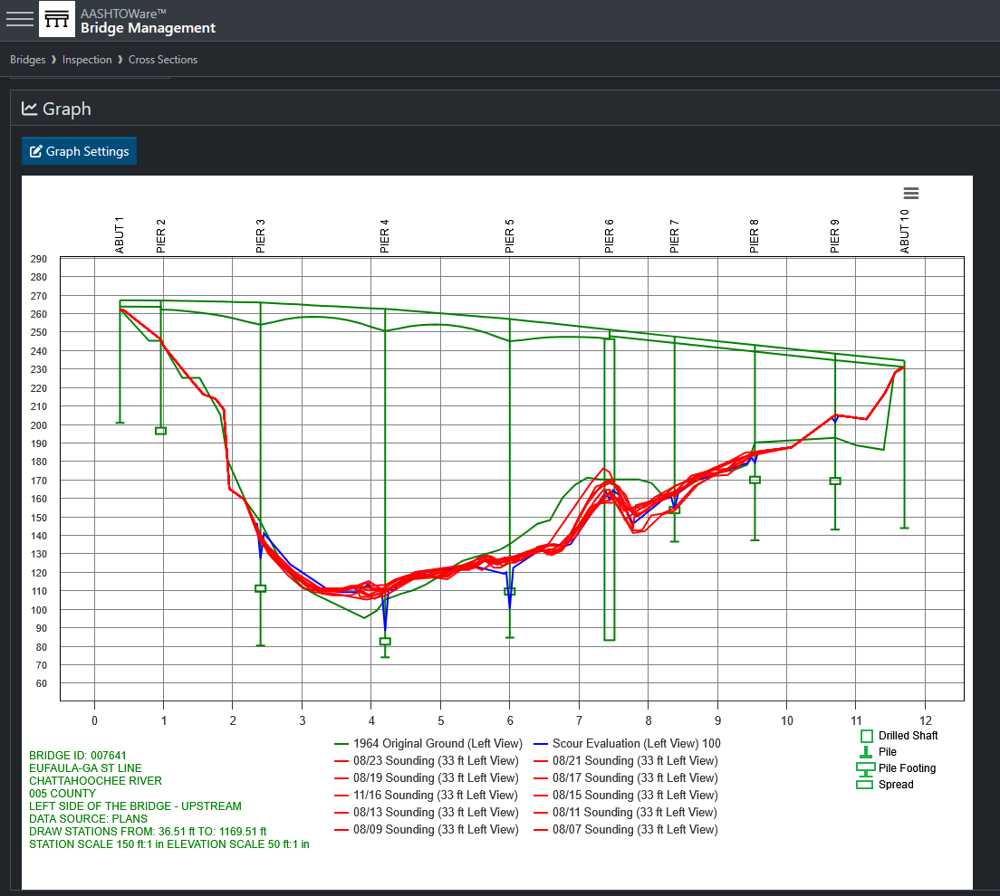 AASHTOWare™
Bridge Management
Bridges ❱ Inspection ❱ Cross Sections
Graph
Graph Settings
ABUT 1
PIER 2
PIER 3
PIER 4
PIER 5
PIER 6
PIER 7
PIER 8
PIER 9
ABUT 10
290
280
270
260
250
240
230
220
210
200
190
180
170
160
150
140
130
120
110
100
90
80
70
60
0 1 2 3 4 5 6 7 8 9 10 11 12
BRIDGE ID: 007641
EUFAULA-GA ST LINE
CHATTAHOOCHEE RIVER
005 COUNTY
LEFT SIDE OF THE BRIDGE - UPSTREAM
DATA SOURCE: PLANS
DRAW STATIONS FROM: 36.51 ft TO: 1169.51 ft
STATION SCALE 150 ft:1 in ELEVATION SCALE 50 ft:1 in
1964 Original Ground (Left View) Scour Evaluation (Left View) 100
08/23 Sounding (33 ft Left View) 08/21 Sounding (33 ft Left View)
08/19 Sounding (33 ft Left View) 08/17 Sounding (33 ft Left View)
11/16 Sounding (33 ft Left View) 08/15 Sounding (33 ft Left View)
08/13 Sounding (33 ft Left View) 08/11 Sounding (33 ft Left View)
08/09 Sounding (33 ft Left View) 08/07 Sounding (33 ft Left View)
Drilled Shaft
Pile
Pile Footing
Spread